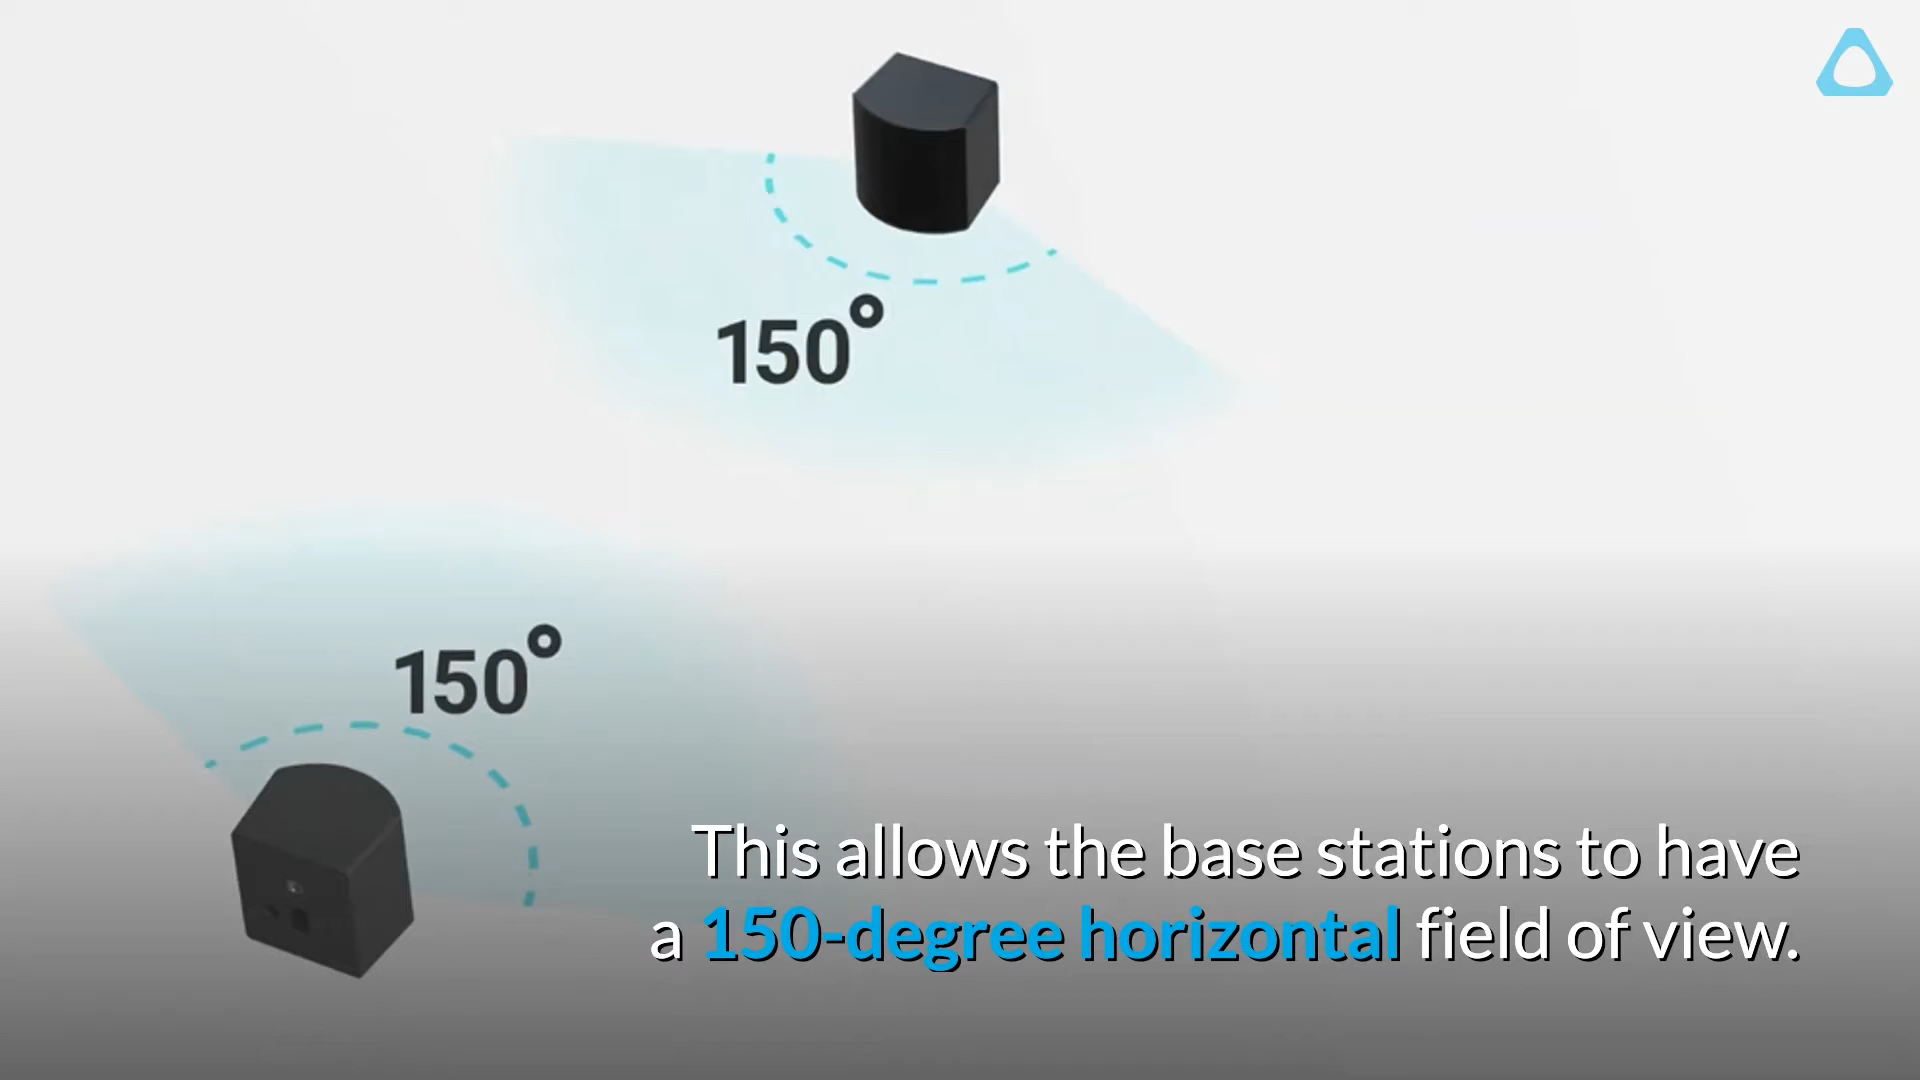 150°
150°
This allows the base stations to have
a 150-degree horizontal field of view.